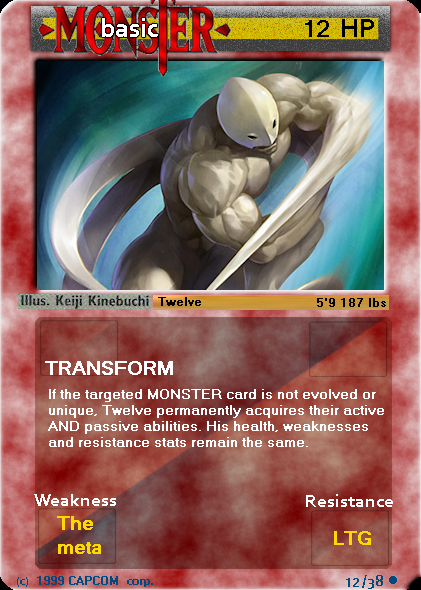 MONSTER
basic
12 HP
Illus. Keiji Kinebuchi
Twelve
5'9 187 lbs
TRANSFORM
If the targeted MONSTER card is not evolved or
unique, Twelve permanently acquires their active
AND passive abilities. His health, weaknesses
and resistance stats remain the same.
Weakness
Resistance
The
meta
LTG
(c) 1999 CAPCOM corp.
12/38